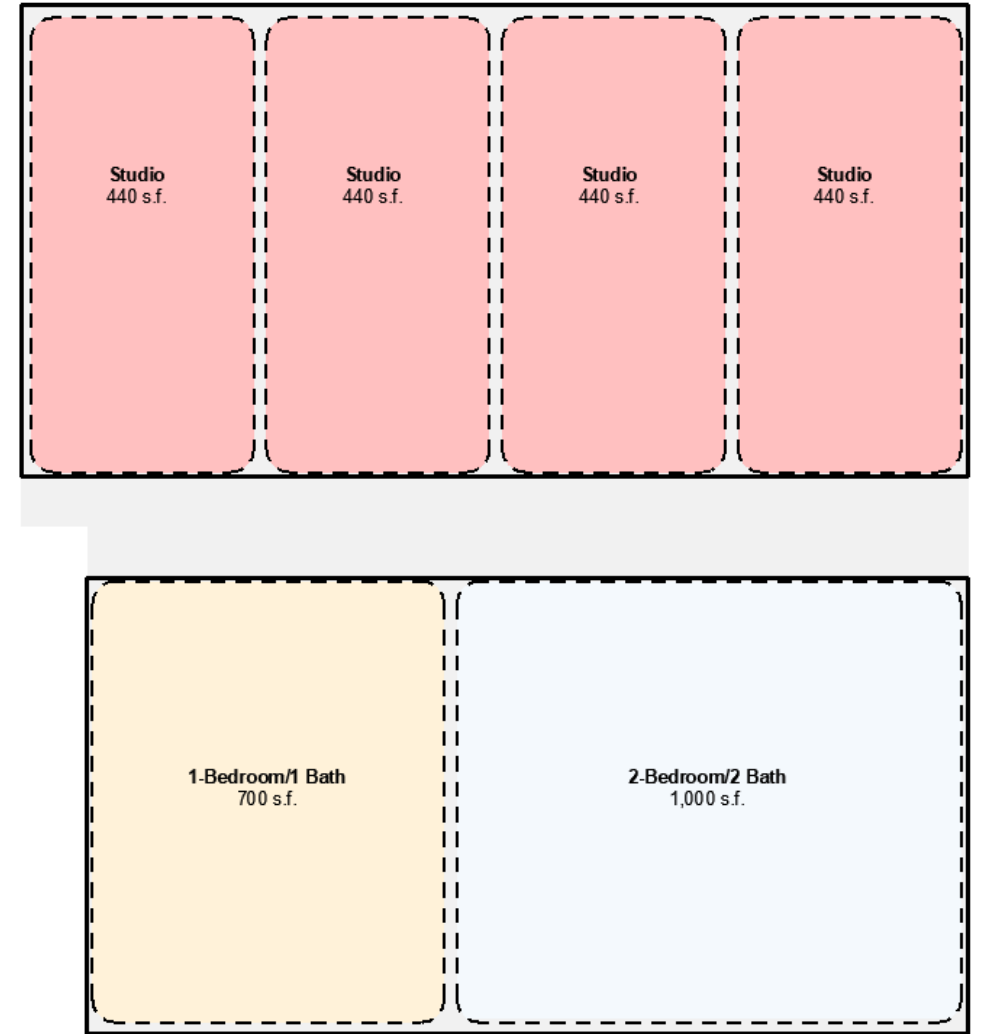 Studio
440 s.f.
Studio
440 s.f.
Studio
440 s.f.
Studio
440 s.f.
1-Bedroom/1 Bath
700 s.f.
2-Bedroom/2 Bath
1,000 s.f.